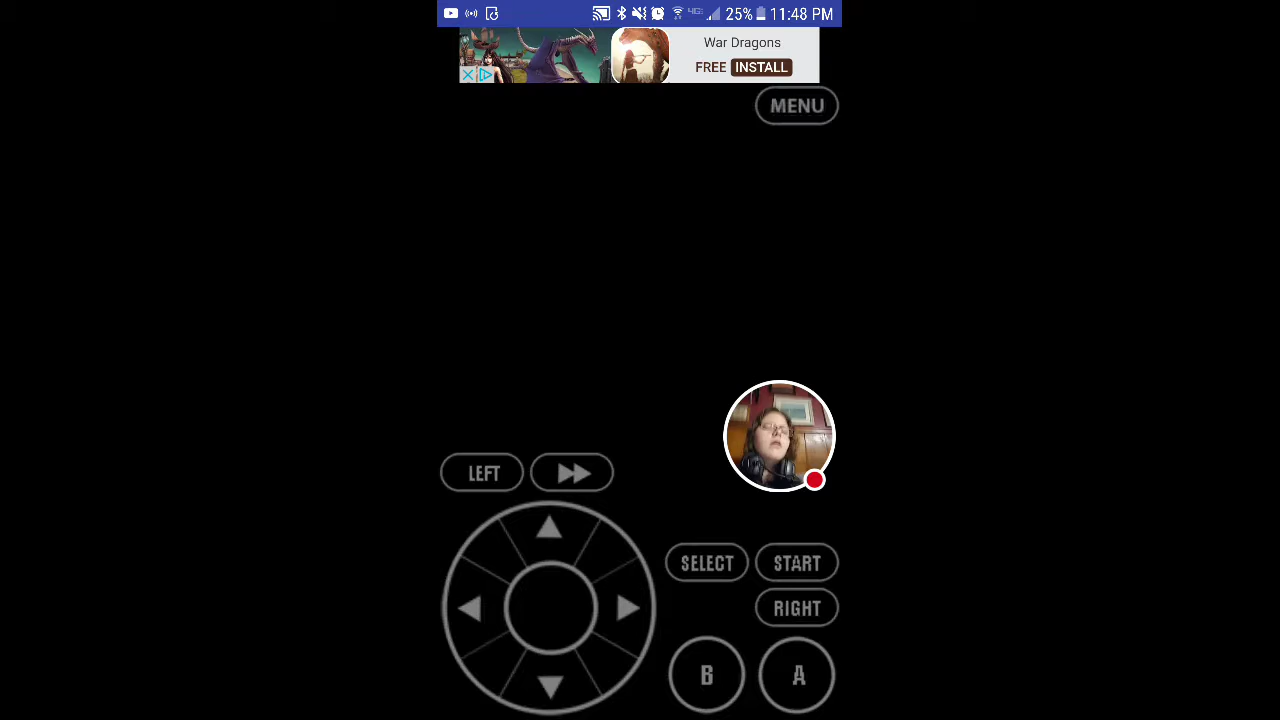 25% 11:48 PM
War Dragons
FREE INSTALL
MENU
LEFT
SELECT START
RIGHT
B A